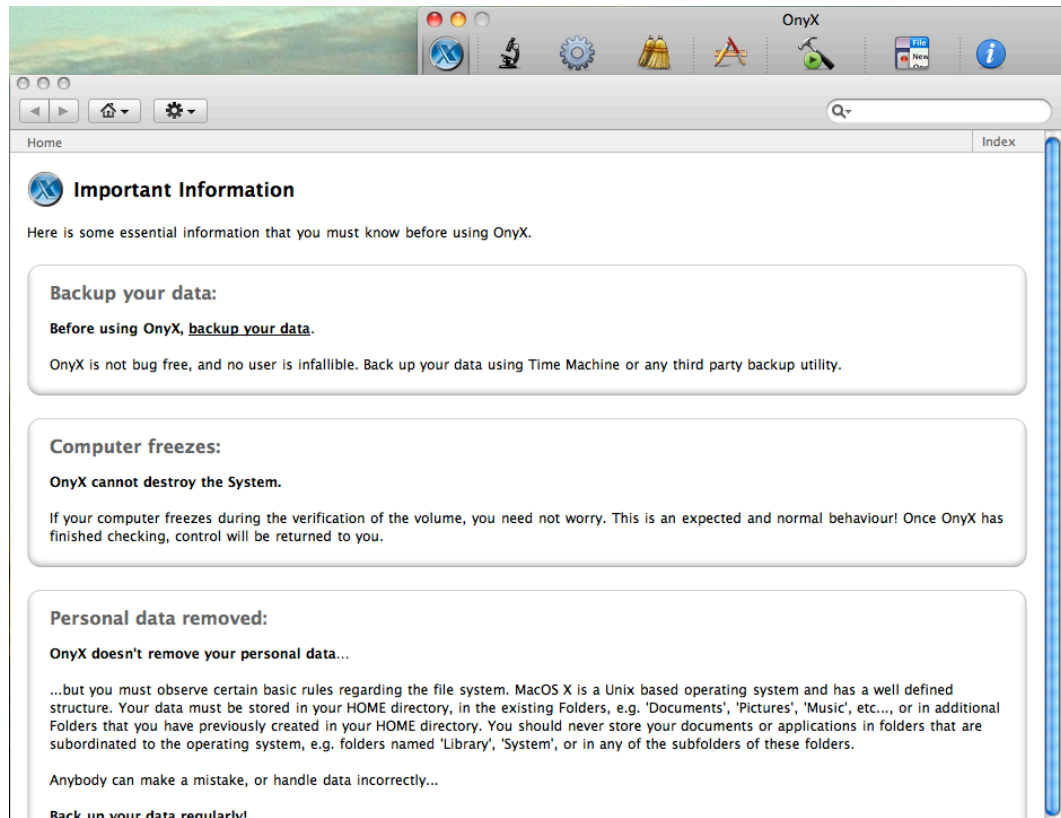 OnyX
File
New
Home
Index
Important Information
Here is some essential information that you must know before using OnyX.
Backup your data:
Before using OnyX, backup your data.
OnyX is not bug free, and no user is infallible. Back up your data using Time Machine or any third party backup utility.
Computer freezes:
OnyX cannot destroy the System.
If your computer freezes during the verification of the volume, you need not worry. This is an expected and normal behaviour! Once OnyX has
finished checking, control will be returned to you.
Personal data removed:
OnyX doesn't remove your personal data...
...but you must observe certain basic rules regarding the file system. MacOS X is a Unix based operating system and has a well defined
structure. Your data must be stored in your HOME directory, in the existing Folders, e.g. 'Documents', 'Pictures', 'Music', etc..., or in additional
Folders that you have previously created in your HOME directory. You should never store your documents or applications in folders that are
subordinated to the operating system, e.g. folders named 'Library', 'System', or in any of the subfolders of these folders.
Anybody can make a mistake, or handle data incorrectly...
Back up your data regularly!